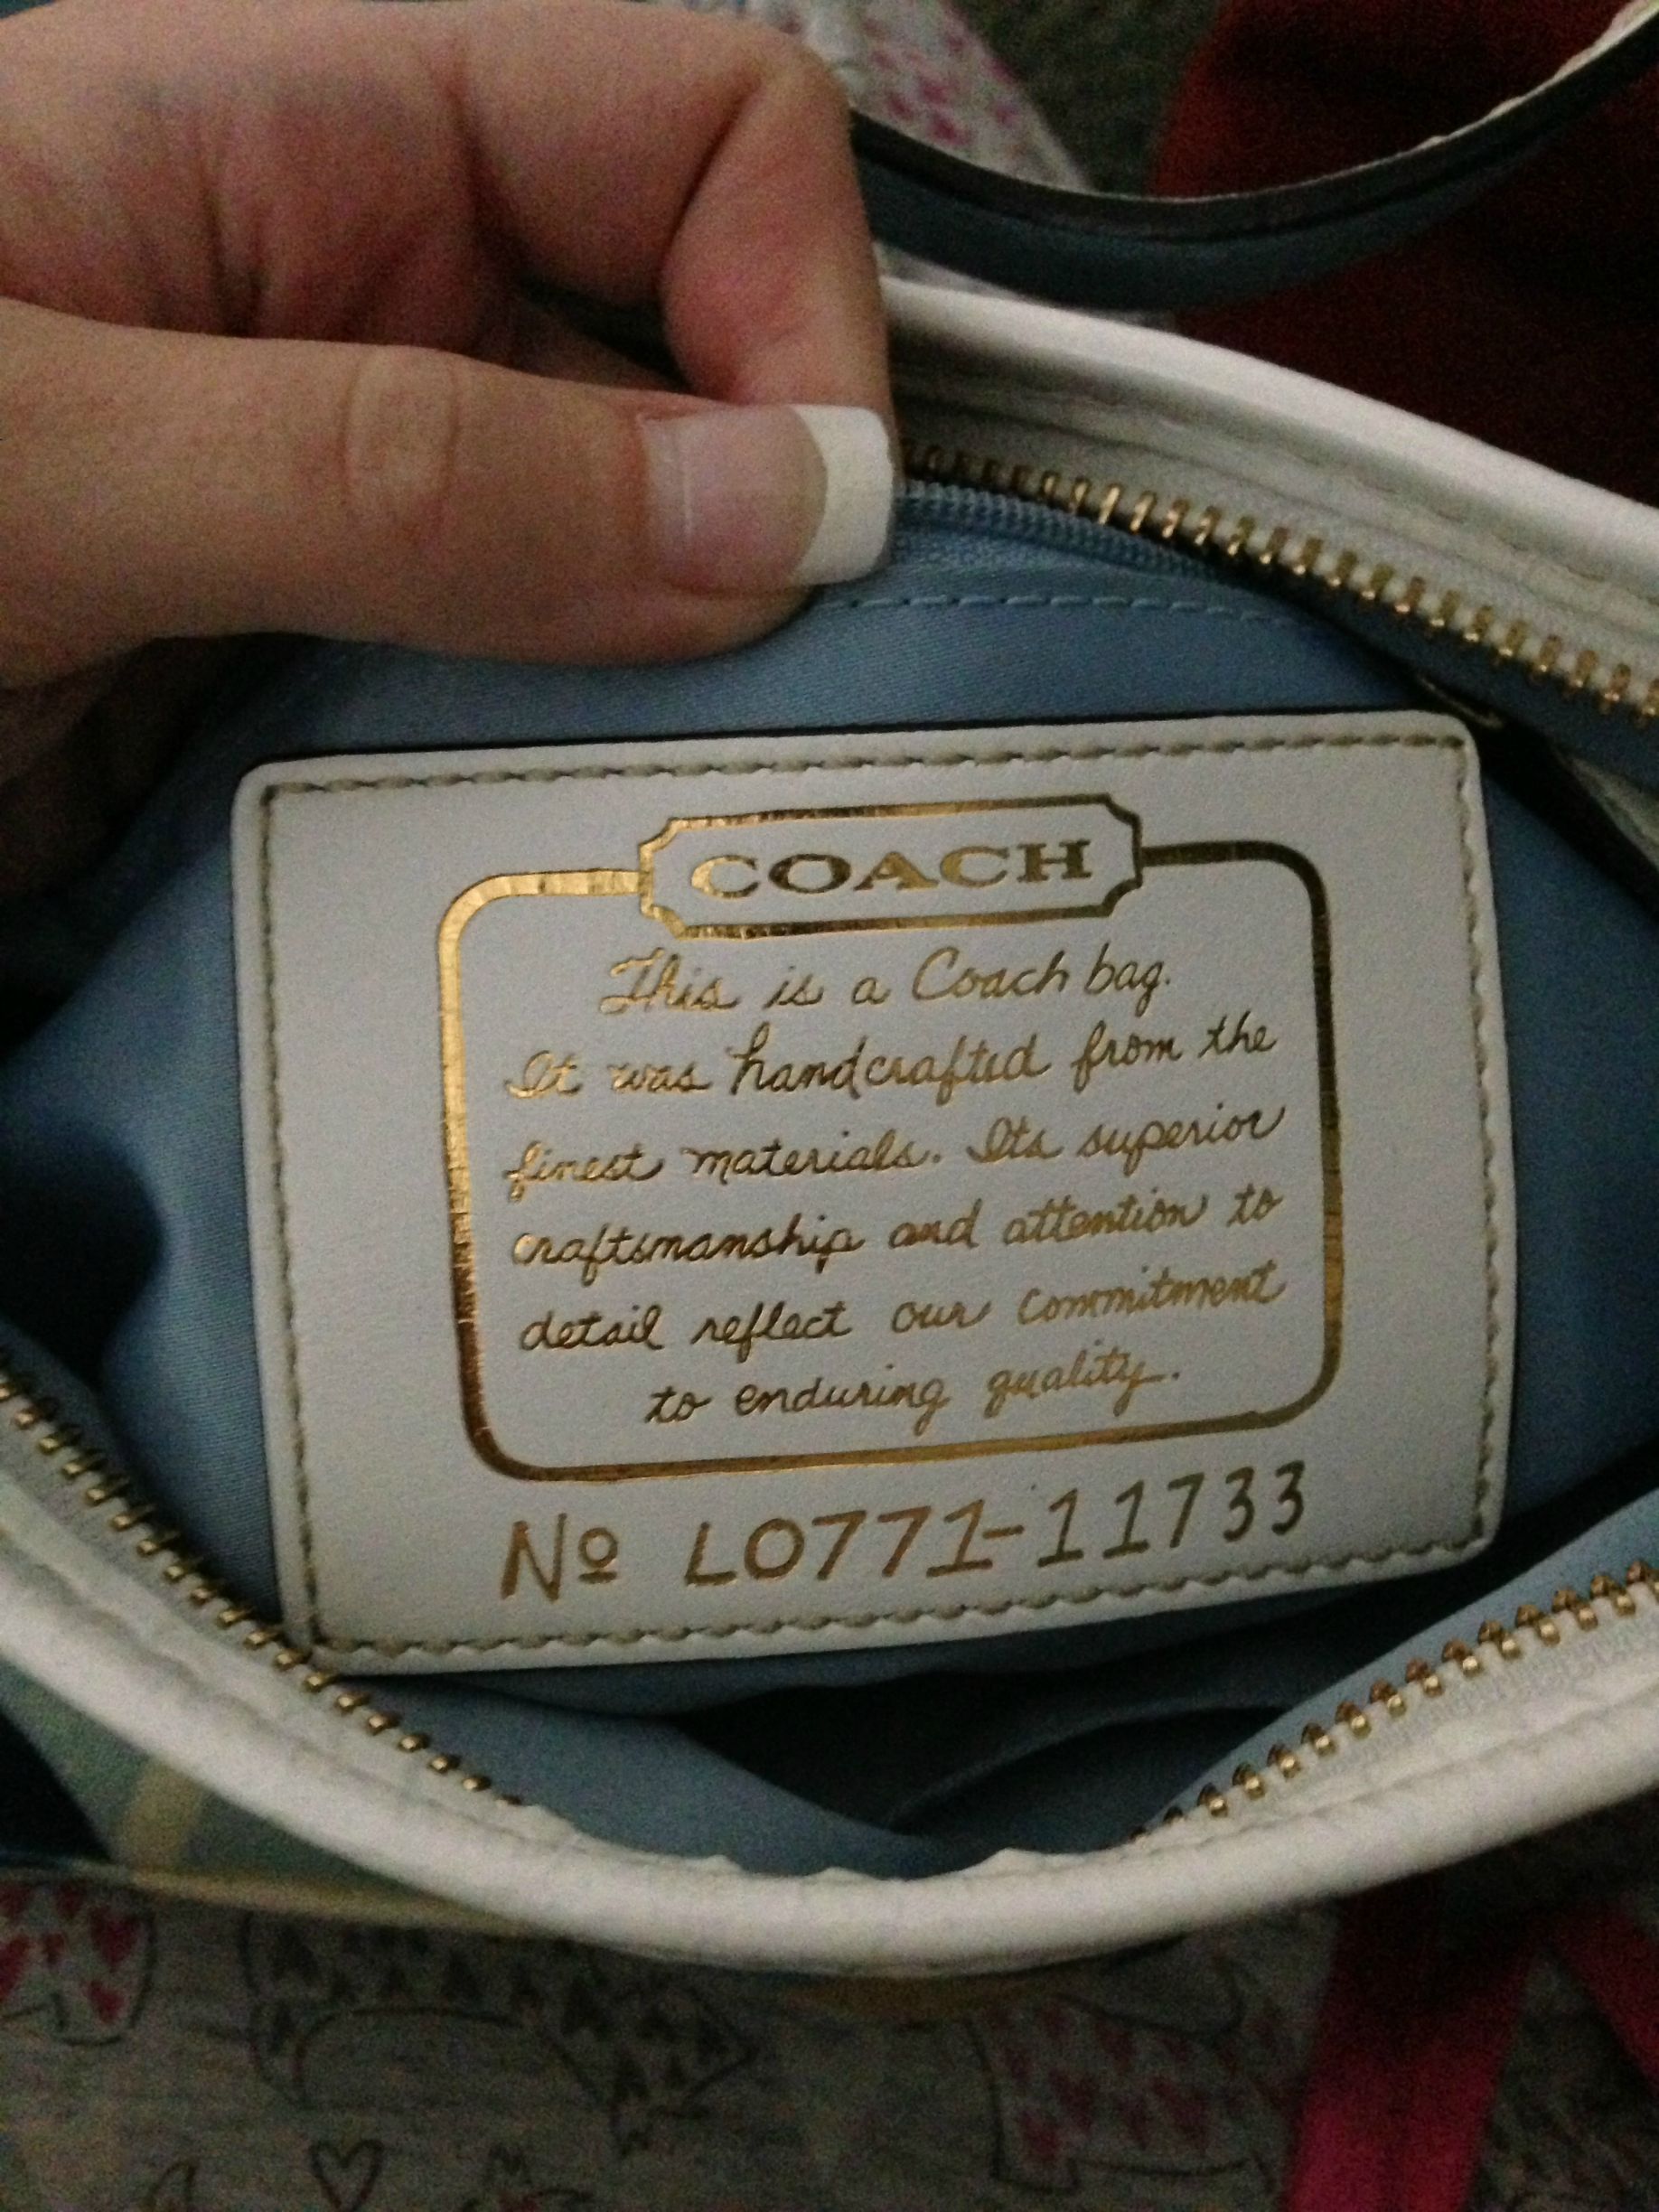 COACH
This is a Coach bag.
It was handcrafted from the
finest materials. Its superior
craftsmanship and attention to
detail reflect our commitment
to enduring quality.
Nº L0771-11733